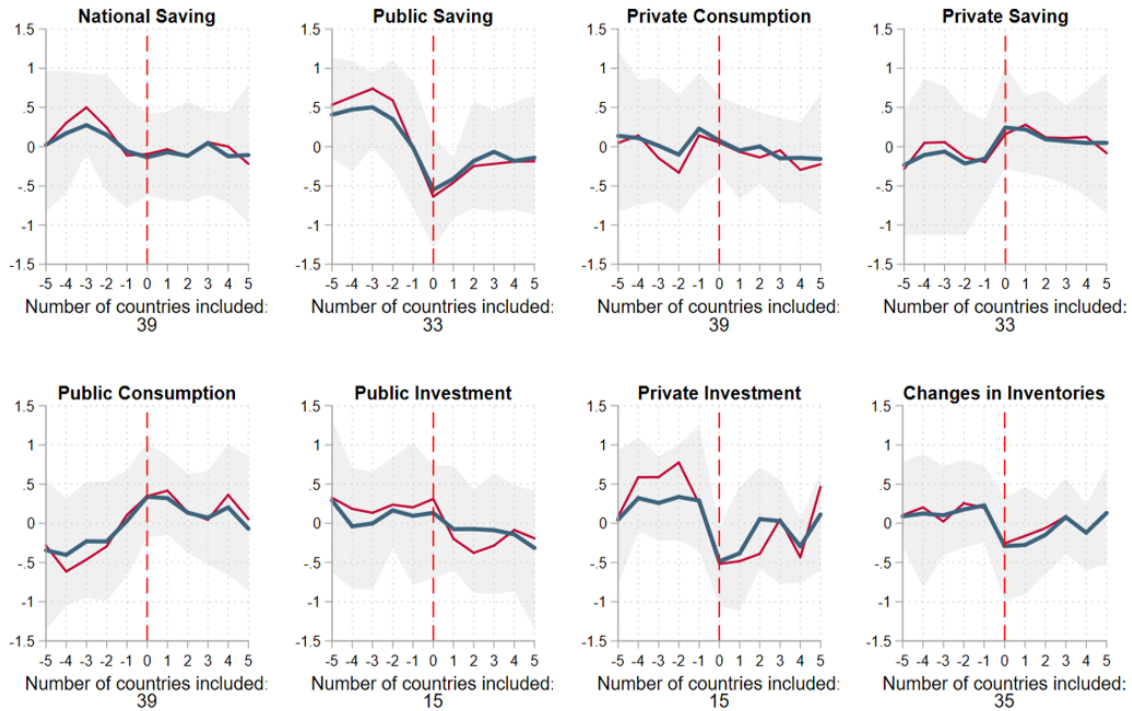 National Saving
1.5
1
.5
0
-.5
-1
-1.5
-5 -4 -3 -2 -1 0 1 2 3 4 5
Number of countries included:
39
Public Saving
1.5
1
.5
0
-.5
-1
-1.5
-5 -4 -3 -2 -1 0 1 2 3 4 5
Number of countries included:
33
Private Consumption
1.5
1
.5
0
-.5
-1
-1.5
-5 -4 -3 -2 -1 0 1 2 3 4 5
Number of countries included:
39
Private Saving
1.5
1
.5
0
-.5
-1
-1.5
-5 -4 -3 -2 -1 0 1 2 3 4 5
Number of countries included:
33
Public Consumption
1.5
1
.5
0
-.5
-1
-1.5
-5 -4 -3 -2 -1 0 1 2 3 4 5
Number of countries included:
39
Public Investment
1.5
1
.5
0
-.5
-1
-1.5
-5 -4 -3 -2 -1 0 1 2 3 4 5
Number of countries included:
15
Private Investment
1.5
1
.5
0
-.5
-1
-1.5
-5 -4 -3 -2 -1 0 1 2 3 4 5
Number of countries included:
15
Changes in Inventories
1.5
1
.5
0
-.5
-1
-1.5
-5 -4 -3 -2 -1 0 1 2 3 4 5
Number of countries included:
35